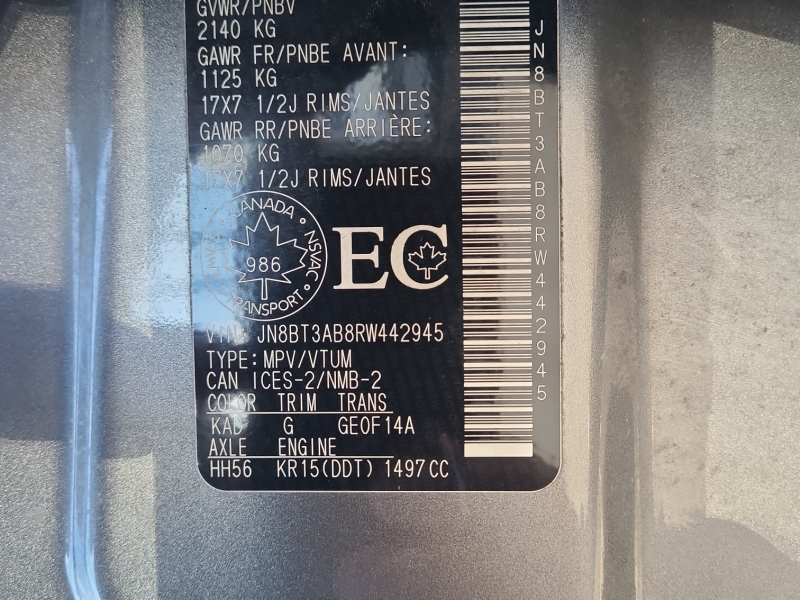 GVWR/PNBV
2140 KG
GAWR FR/PNBE AVANT:
1125 KG
17X7 1/2J RIMS/JANTES
GAWR RR/PNBE ARRIÈRE:
1070 KG
17X7 1/2J RIMS/JANTES
CANADA
NSVAC
TRANSPORT
986
EC
VIN: JN8BT3AB8RW442945
TYPE: MPV/VTUM
CAN ICES-2/NMB-2
COLOR TRIM TRANS
KAD G GE0F14A
AXLE ENGINE
HH56 KR15(DDT) 1497CC
JN8BT3AB8RW442945